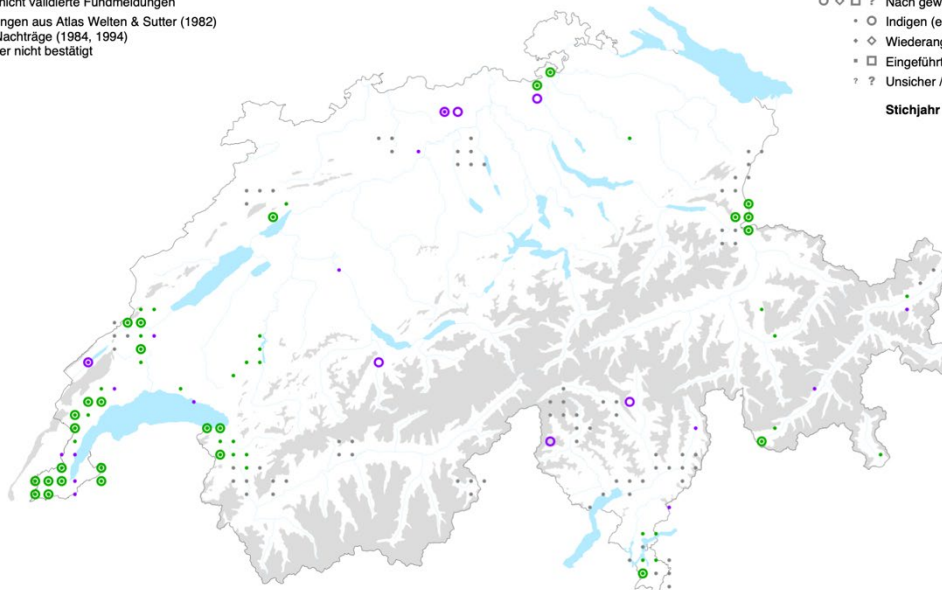 nicht validierte Fundmeldungen
ngen aus Atlas Welten & Sutter (1982)
Nachträge (1984, 1994)
er nicht bestätigt
? Nach gew
Indigen (e
Wiederang
Eingeführt
? ? Unsicher /
Stichjahr